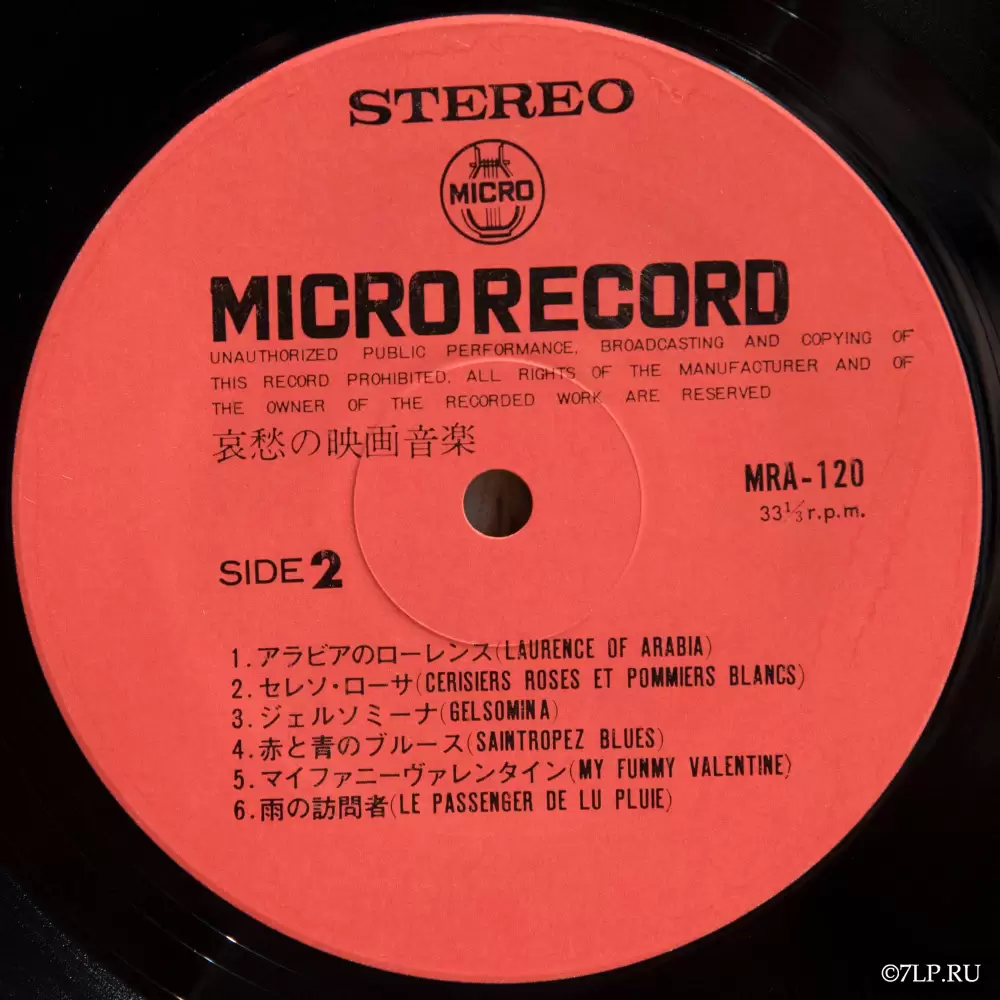 STEREO
MICRO
MICRO RECORD
UNAUTHORIZED PUBLIC PERFORMANCE, BROADCASTING AND COPYING OF
THIS RECORD PROHIBITED. ALL RIGHTS OF THE MANUFACTURER AND OF
THE OWNER OF THE RECORDED WORK ARE RESERVED
哀愁の映画音楽
MRA-120
33⅓ r.p.m.
SIDE 2
1.アラビアのローレンス(LAURENCE OF ARABIA)
2.セレソ・ローサ(CERISIERS ROSES ET POMMIERS BLANCS)
3.ジェルソミーナ(GELSOMINA)
4.赤と青のブルース(SAINTROPEZ BLUES)
5.マイファニーヴァレンタイン(MY FUNMY VALENTINE)
6.雨の訪問者(LE PASSENGER DE LU PLUIE)
©7LP.RU